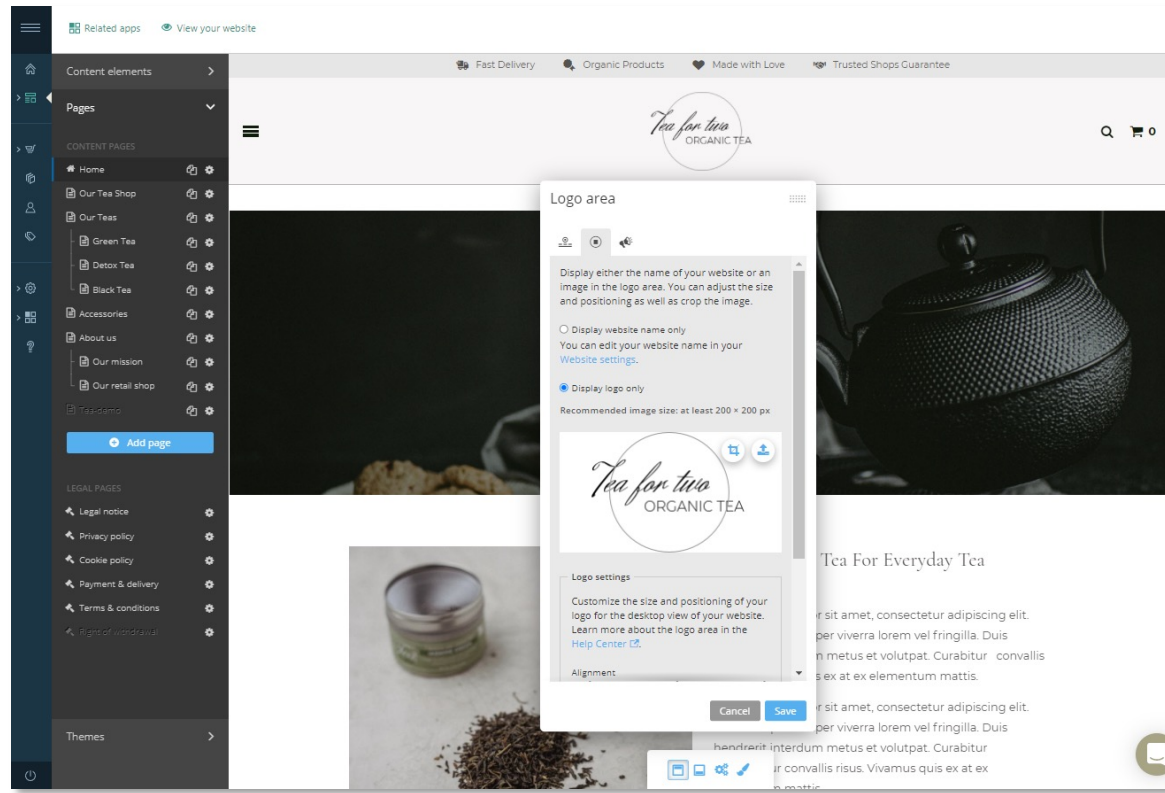 Related apps
View your website
Content elements
Pages
CONTENT PAGES
Home
Our Tea Shop
Our Teas
Green Tea
Detox Tea
Black Tea
Accessories
About us
Our mission
Our retail shop
Tea-demo
Add page
LEGAL PAGES
Legal notice
Privacy policy
Cookie policy
Payment & delivery
Terms & conditions
Right of withdrawal
Themes
Fast Delivery
Organic Products
Made with Love
Trusted Shops Guarantee
Tea for two
ORGANIC TEA
0
Logo area
Display either the name of your website or an
image in the logo area. You can adjust the size
and positioning as well as crop the image.
Display website name only
You can edit your website name in your
Website settings.
Display logo only
Recommended image size: at least 200 × 200 px
Tea for two
ORGANIC TEA
Logo settings
Customize the size and positioning of your
logo for the desktop view of your website.
Learn more about the logo area in the
Help Center
Alignment
Cancel
Save
Tea For Everyday Tea
sit amet, consectetur adipiscing elit.
per viverra lorem vel fringilla. Duis
metus et volutpat. Curabitur convallis
ex at ex elementum mattis.
sit amet, consectetur adipiscing elit.
per viverra lorem vel fringilla. Duis
hendrerit interdum metus et volutpat. Curabitur
convallis risus. Vivamus quis ex at ex
mattis